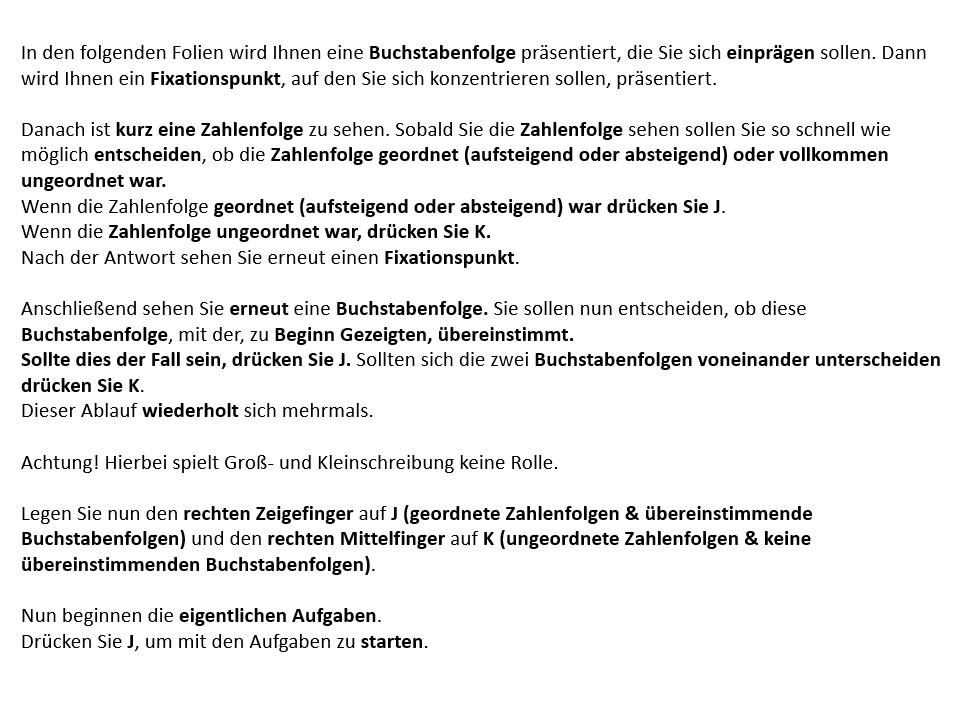 In den folgenden Folien wird Ihnen eine Buchstabenfolge präsentiert, die Sie sich einprägen sollen. Dann
wird Ihnen ein Fixationspunkt, auf den Sie sich konzentrieren sollen, präsentiert.
Danach ist kurz eine Zahlenfolge zu sehen. Sobald Sie die Zahlenfolge sehen sollen Sie so schnell wie
möglich entscheiden, ob die Zahlenfolge geordnet (aufsteigend oder absteigend) oder vollkommen
ungeordnet war.
Wenn die Zahlenfolge geordnet (aufsteigend oder absteigend) war drücken Sie J.
Wenn die Zahlenfolge ungeordnet war, drücken Sie K.
Nach der Antwort sehen Sie erneut einen Fixationspunkt.
Anschließend sehen Sie erneut eine Buchstabenfolge. Sie sollen nun entscheiden, ob diese
Buchstabenfolge, mit der, zu Beginn Gezeigten, übereinstimmt.
Sollte dies der Fall sein, drücken Sie J. Sollten sich die zwei Buchstabenfolgen voneinander unterscheiden
drücken Sie K.
Dieser Ablauf wiederholt sich mehrmals.
Achtung! Hierbei spielt Groß- und Kleinschreibung keine Rolle.
Legen Sie nun den rechten Zeigefinger auf J (geordnete Zahlenfolgen & übereinstimmende
Buchstabenfolgen) und den rechten Mittelfinger auf K (ungeordnete Zahlenfolgen & keine
übereinstimmenden Buchstabenfolgen).
Nun beginnen die eigentlichen Aufgaben.
Drücken Sie J, um mit den Aufgaben zu starten.